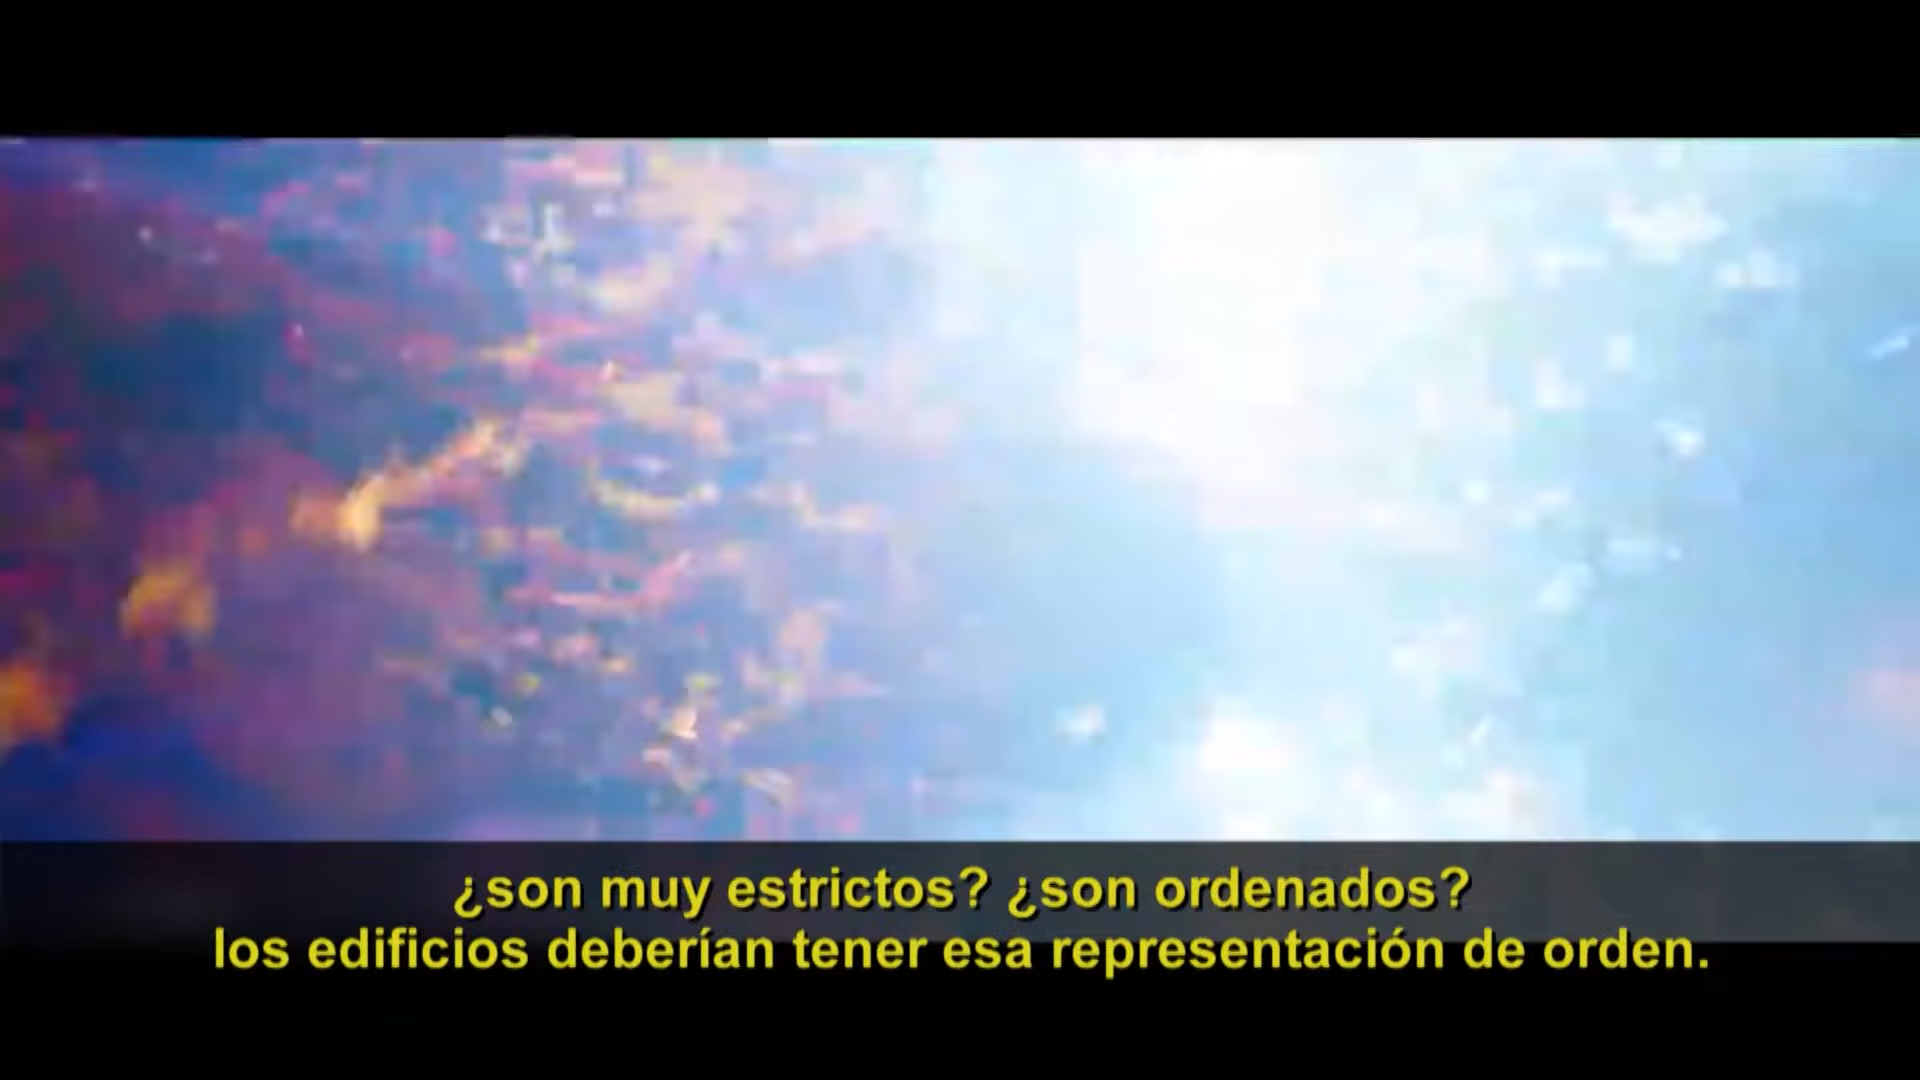 ¿son muy estrictos? ¿son ordenados?
los edificios deberían tener esa representación de orden.